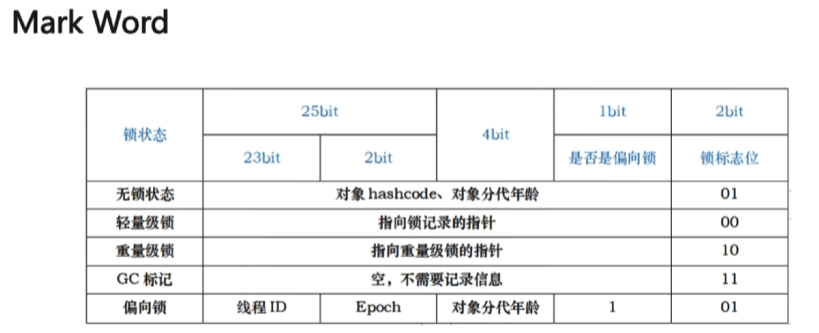 Mark Word
锁状态 25bit 4bit 1bit 2bit
23bit 2bit 是否是偏向锁 锁标志位
无锁状态 对象 hashcode、对象分代年龄 01
轻量级锁 指向锁记录的指针 00
重量级锁 指向重量级锁的指针 10
GC 标记 空，不需要记录信息 11
偏向锁 线程 ID Epoch 对象分代年龄 1 01